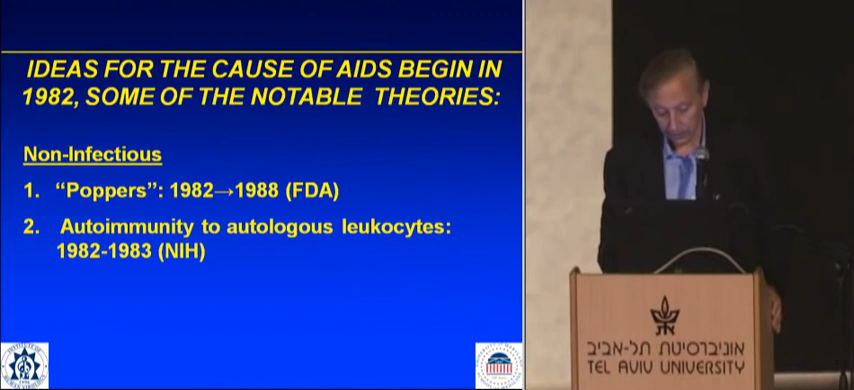 IDEAS FOR THE CAUSE OF AIDS BEGIN IN
1982, SOME OF THE NOTABLE THEORIES:
Non-Infectious
1. “Poppers”: 1982→1988 (FDA)
2. Autoimmunity to autologous leukocytes:
1982-1983 (NIH)
אוניברסיטת תל-אביב
TEL AVIV UNIVERSITY